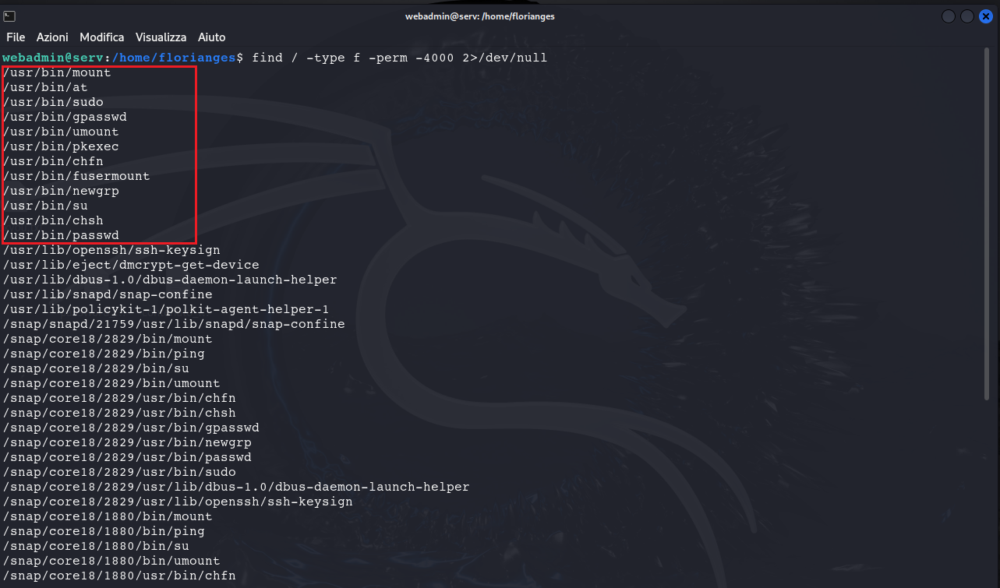 webadmin@serv: /home/florianges
File Azioni Modifica Visualizza Aiuto
webadmin@serv:/home/florianges$ find / -type f -perm -4000 2>/dev/null
/usr/bin/mount
/usr/bin/at
/usr/bin/sudo
/usr/bin/gpasswd
/usr/bin/umount
/usr/bin/pkexec
/usr/bin/chfn
/usr/bin/fusermount
/usr/bin/newgrp
/usr/bin/su
/usr/bin/chsh
/usr/bin/passwd
/usr/lib/openssh/ssh-keysign
/usr/lib/eject/dmcrypt-get-device
/usr/lib/dbus-1.0/dbus-daemon-launch-helper
/usr/lib/snapd/snap-confine
/usr/lib/policykit-1/polkit-agent-helper-1
/snap/snapd/21759/usr/lib/snapd/snap-confine
/snap/core18/2829/bin/mount
/snap/core18/2829/bin/ping
/snap/core18/2829/bin/su
/snap/core18/2829/bin/umount
/snap/core18/2829/usr/bin/chfn
/snap/core18/2829/usr/bin/chsh
/snap/core18/2829/usr/bin/gpasswd
/snap/core18/2829/usr/bin/newgrp
/snap/core18/2829/usr/bin/passwd
/snap/core18/2829/usr/bin/sudo
/snap/core18/2829/usr/lib/dbus-1.0/dbus-daemon-launch-helper
/snap/core18/2829/usr/lib/openssh/ssh-keysign
/snap/core18/1880/bin/mount
/snap/core18/1880/bin/ping
/snap/core18/1880/bin/su
/snap/core18/1880/bin/umount
/snap/core18/1880/usr/bin/chfn